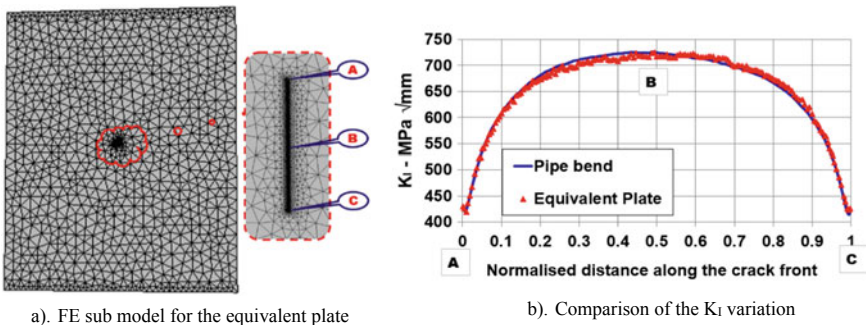 A
B
C
a). FE sub model for the equivalent plate
KI - MPa √mm
750
700
650
600
550
500
450
400
B
Pipe bend
Equivalent Plate
0 0.1 0.2 0.3 0.4 0.5 0.6 0.7 0.8 0.9 1
A
Normalised distance along the crack front
C
b). Comparison of the KI variation